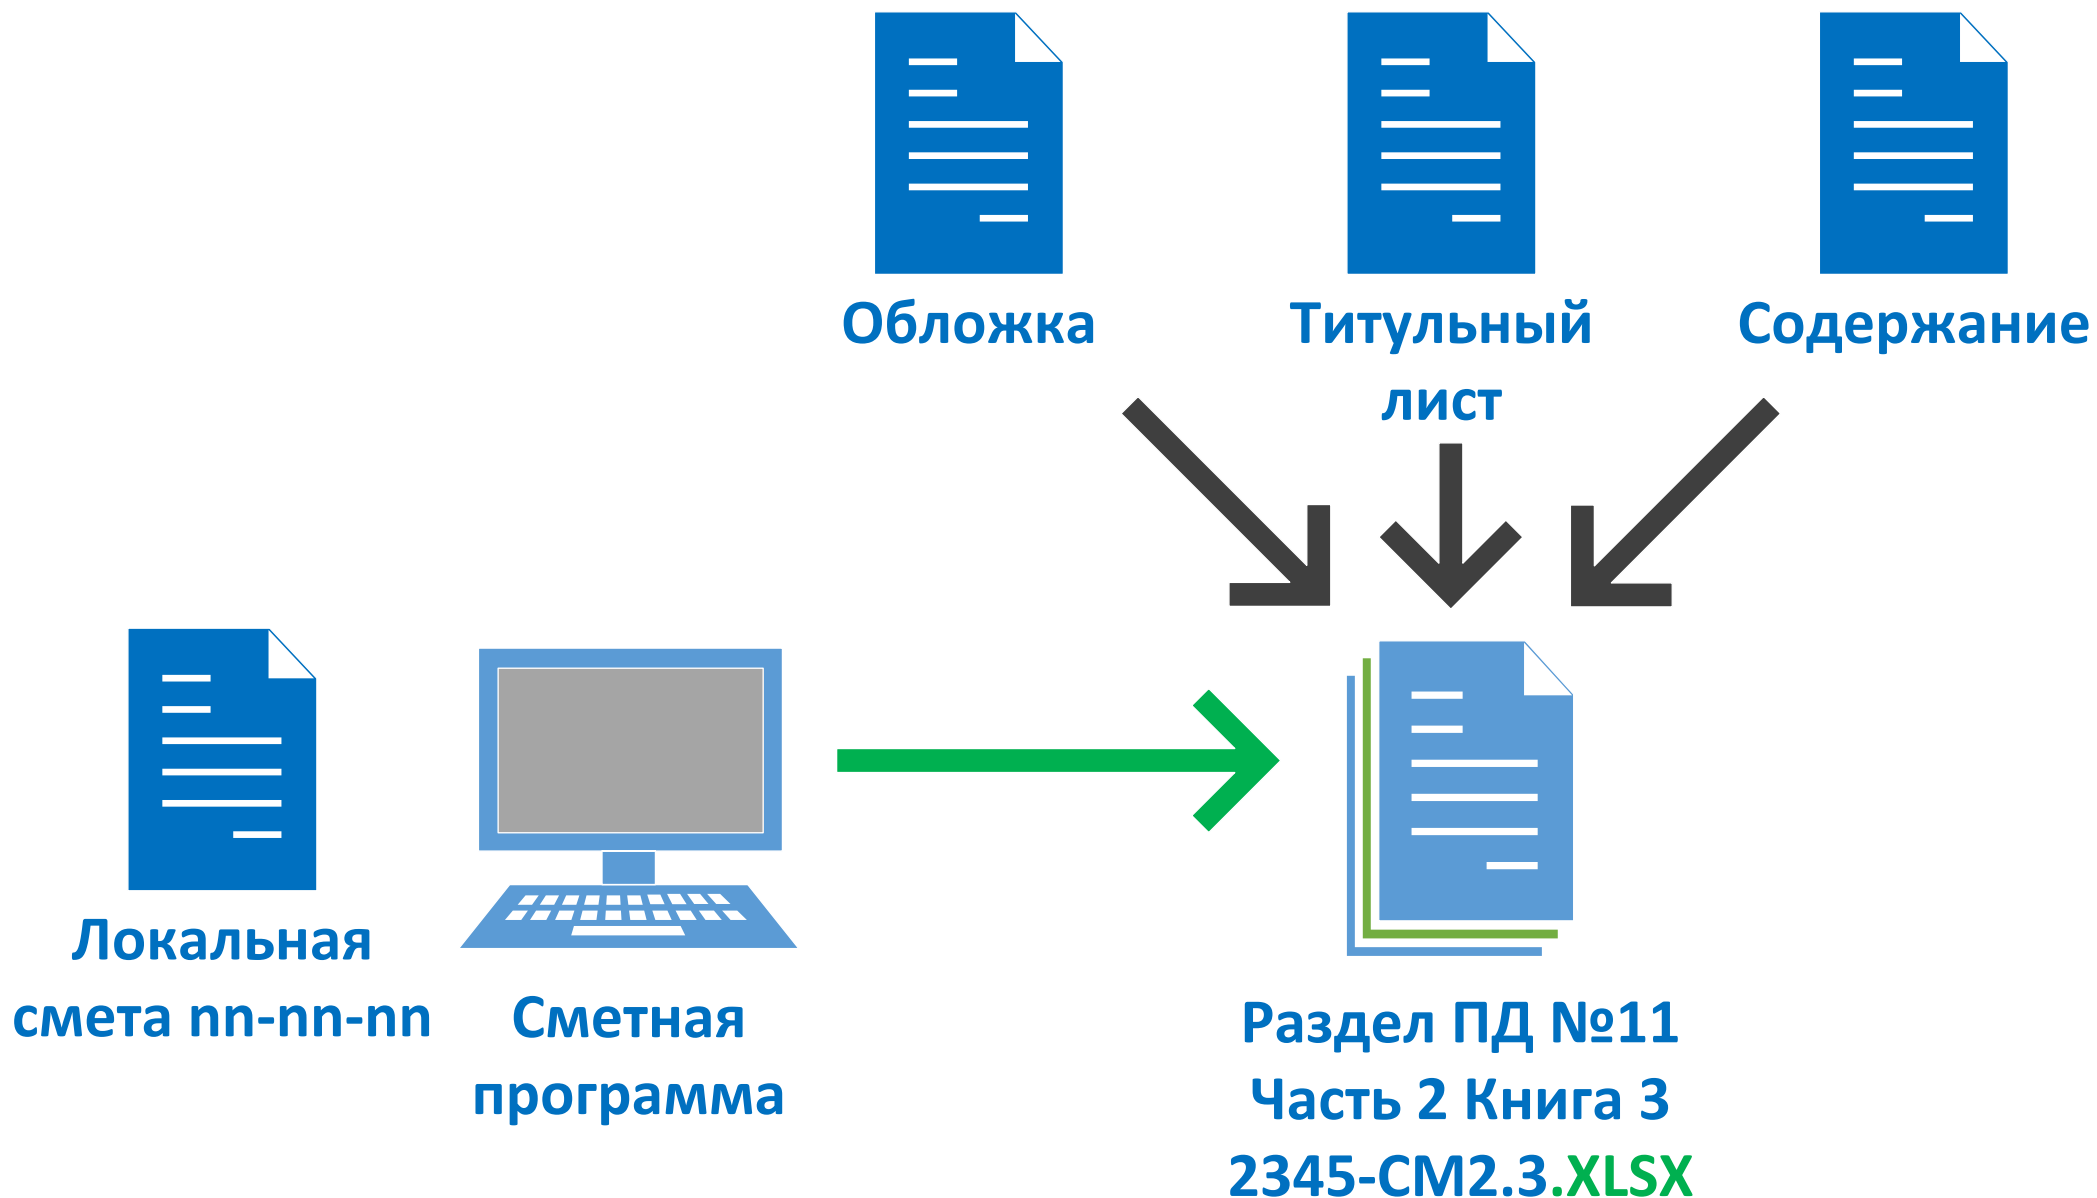 Обложка
Титульный
лист
Содержание
Локальная
смета nn-nn-nn
Сметная
программа
Раздел ПД №11
Часть 2 Книга 3
2345-СМ2.3.XLSX